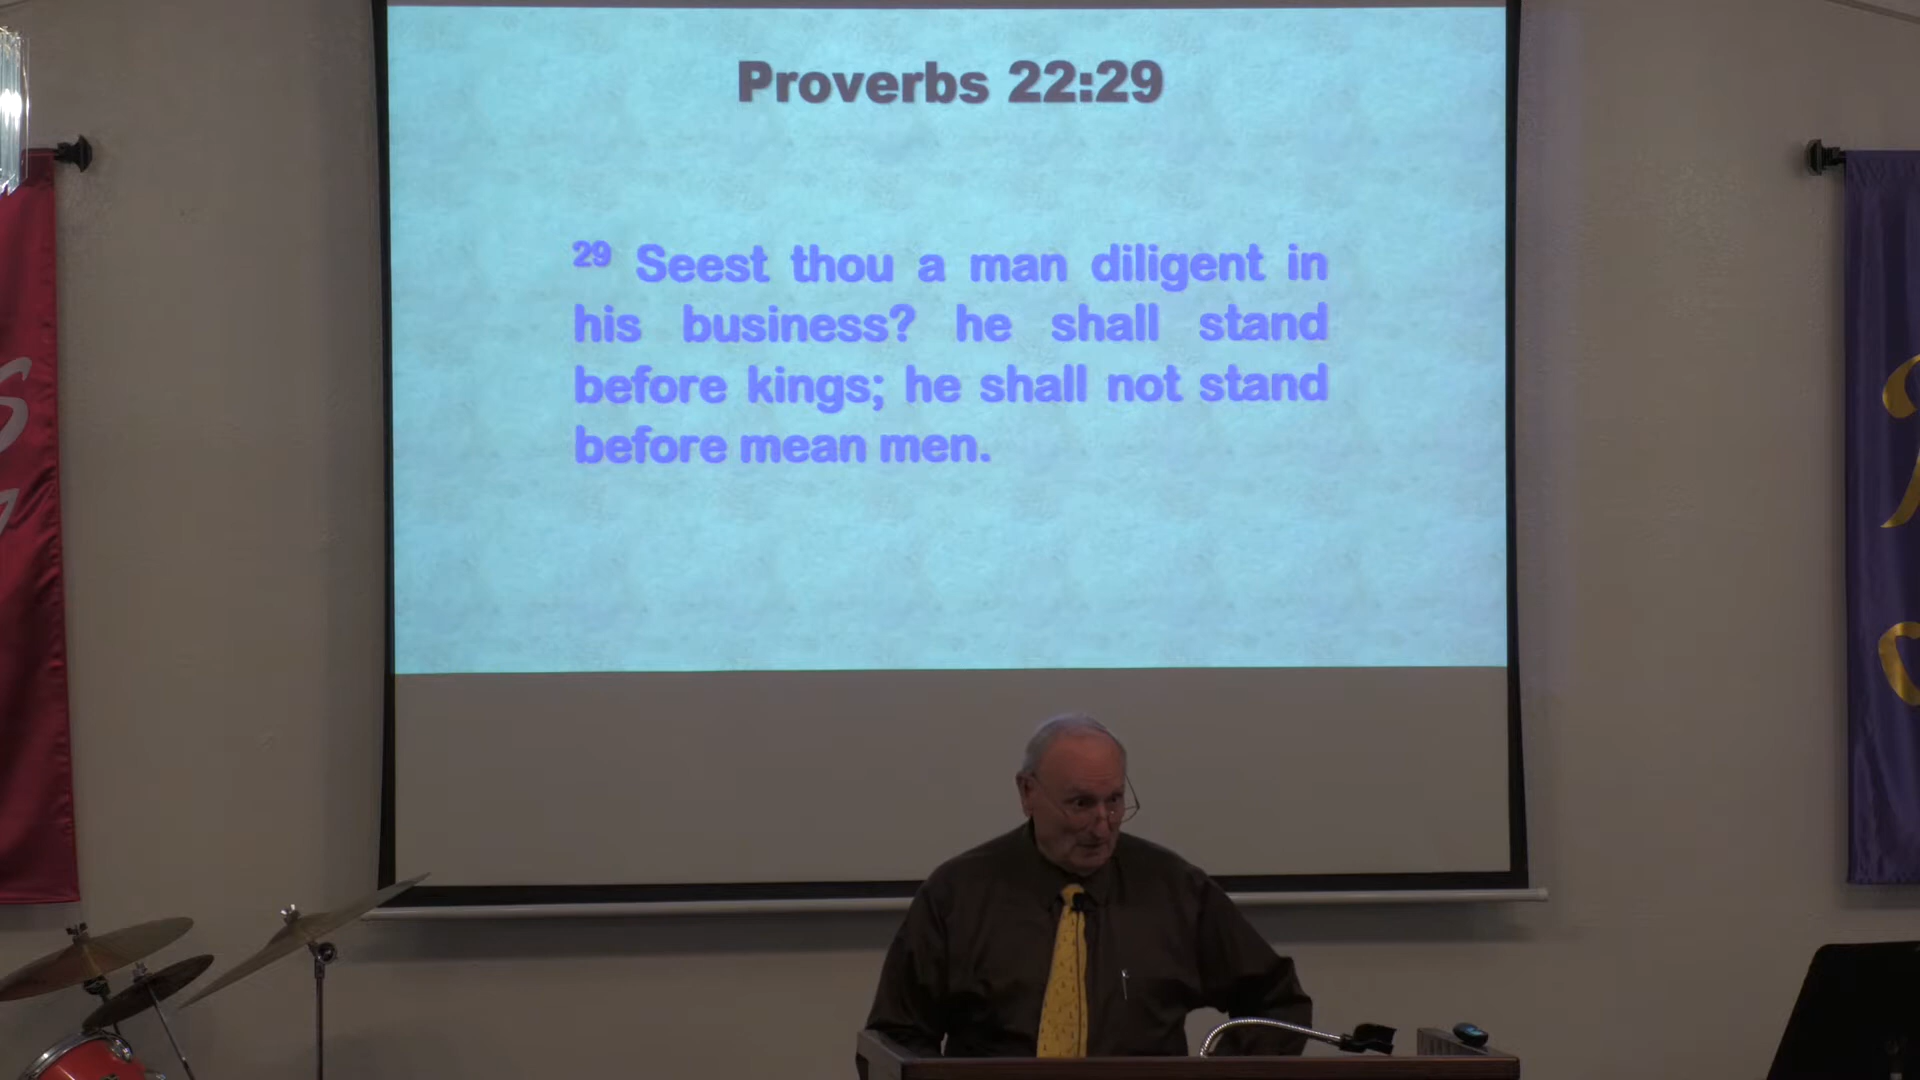 Proverbs 22:29
29 Seest thou a man diligent in
his business? he shall stand
before kings; he shall not stand
before mean men.